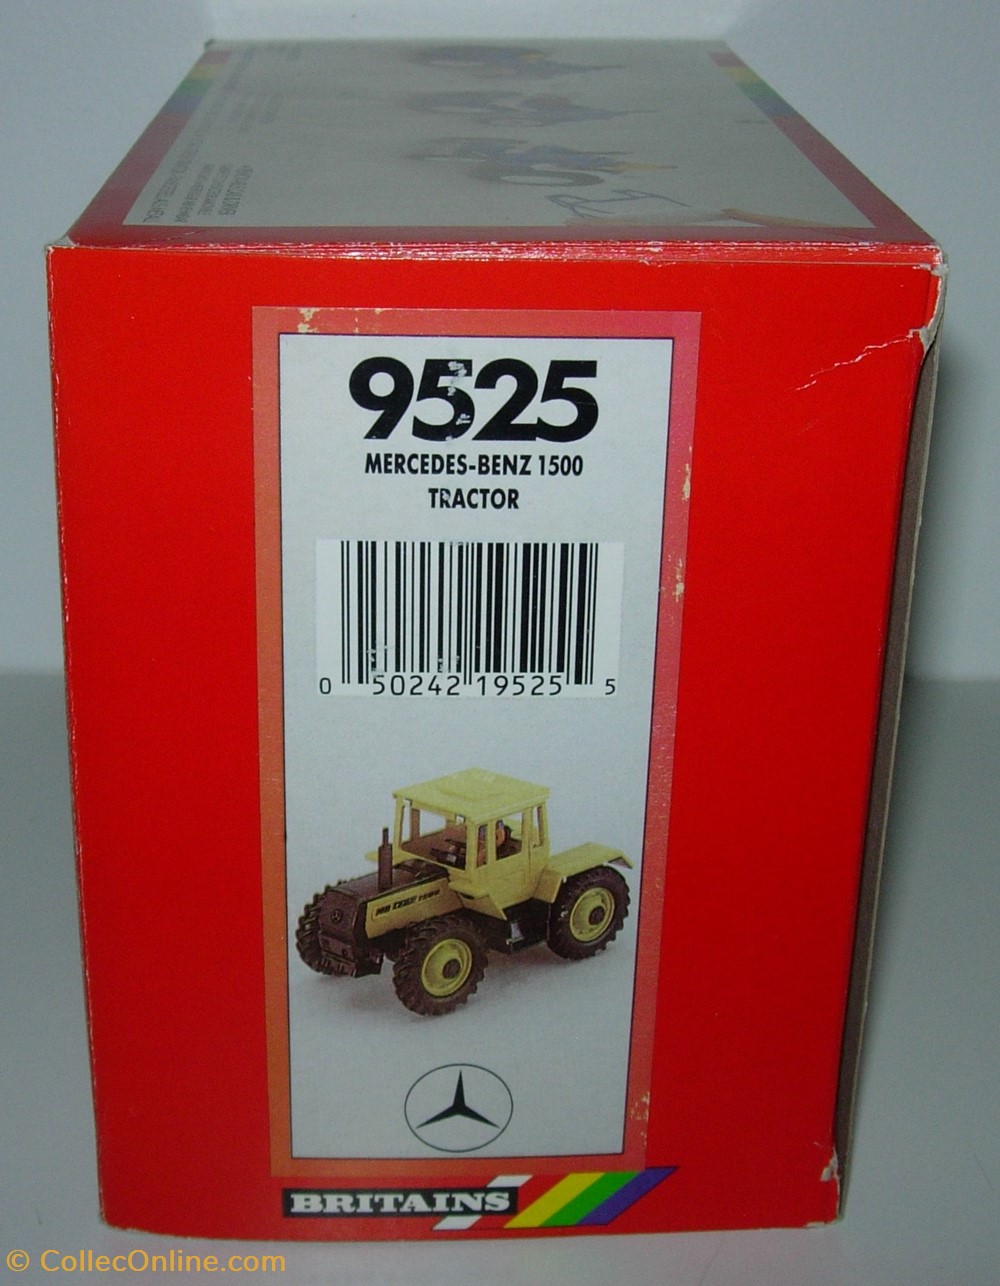 9525
MERCEDES-BENZ 1500
TRACTOR
0 50242 19525 5
BRITAINS
© CollecOnline.com